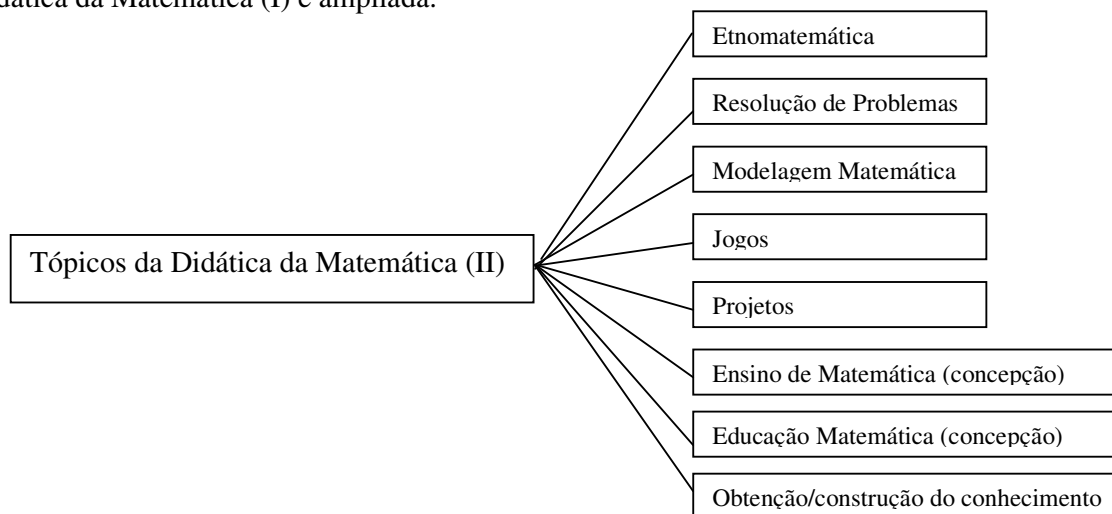 dática da Matemática (I) é ampliada.
Etnomatemática
Resolução de Problemas
Modelagem Matemática
Jogos
Tópicos da Didática da Matemática (II)
Projetos
Ensino de Matemática (concepção)
Educação Matemática (concepção)
Obtenção/construção do conhecimento